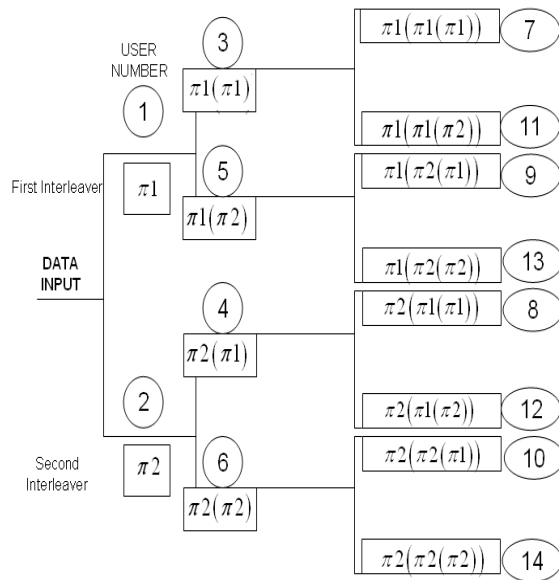 USER
NUMBER
1
3
π1(π1)
7
π1(π1(π1))
11
π1(π1(π2))
First Interleaver
π1
5
π1(π2)
9
π1(π2(π1))
13
π1(π2(π2))
DATA
INPUT
4
π2(π1)
8
π2(π1(π1))
12
π2(π1(π2))
2
Second
Interleaver
π2
6
π2(π2)
10
π2(π2(π1))
14
π2(π2(π2))